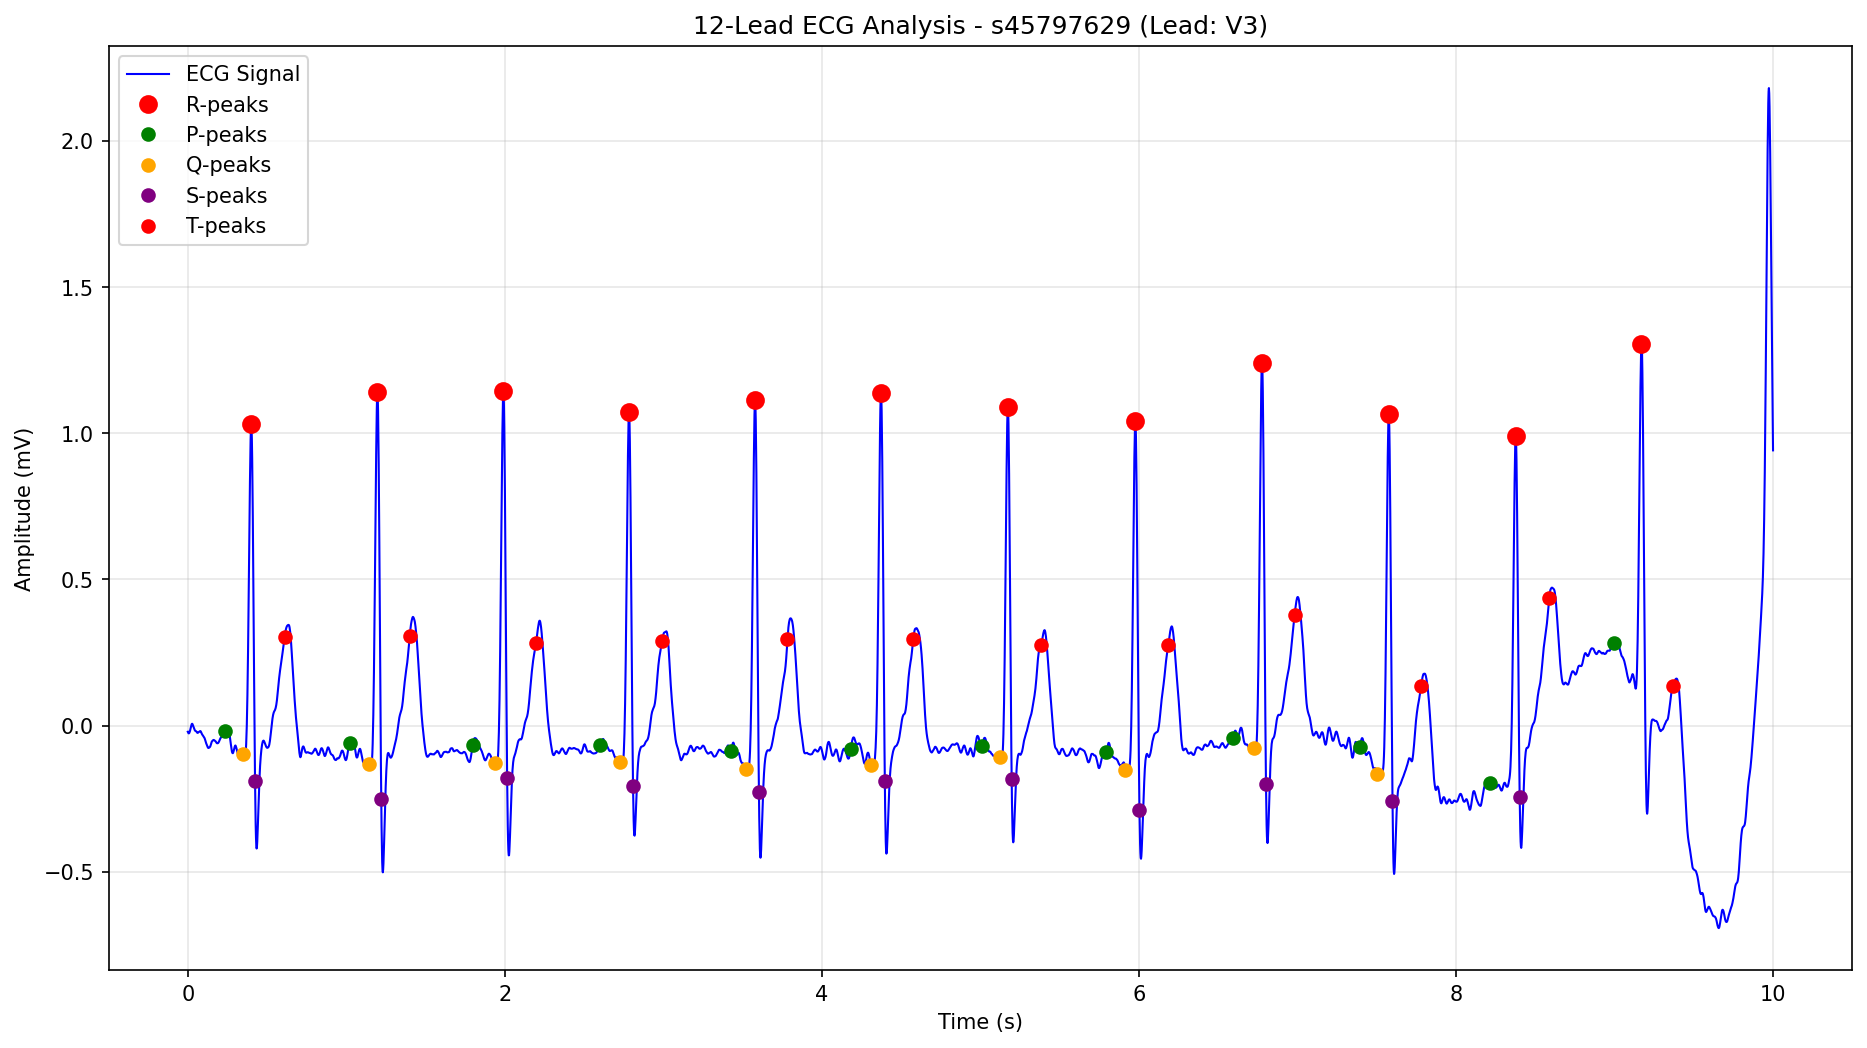 12-Lead ECG Analysis - s45797629 (Lead: V3)
ECG Signal
R-peaks
P-peaks
Q-peaks
S-peaks
T-peaks
Amplitude (mV)
2.0
1.5
1.0
0.5
0.0
−0.5
0 2 4 6 8 10
Time (s)